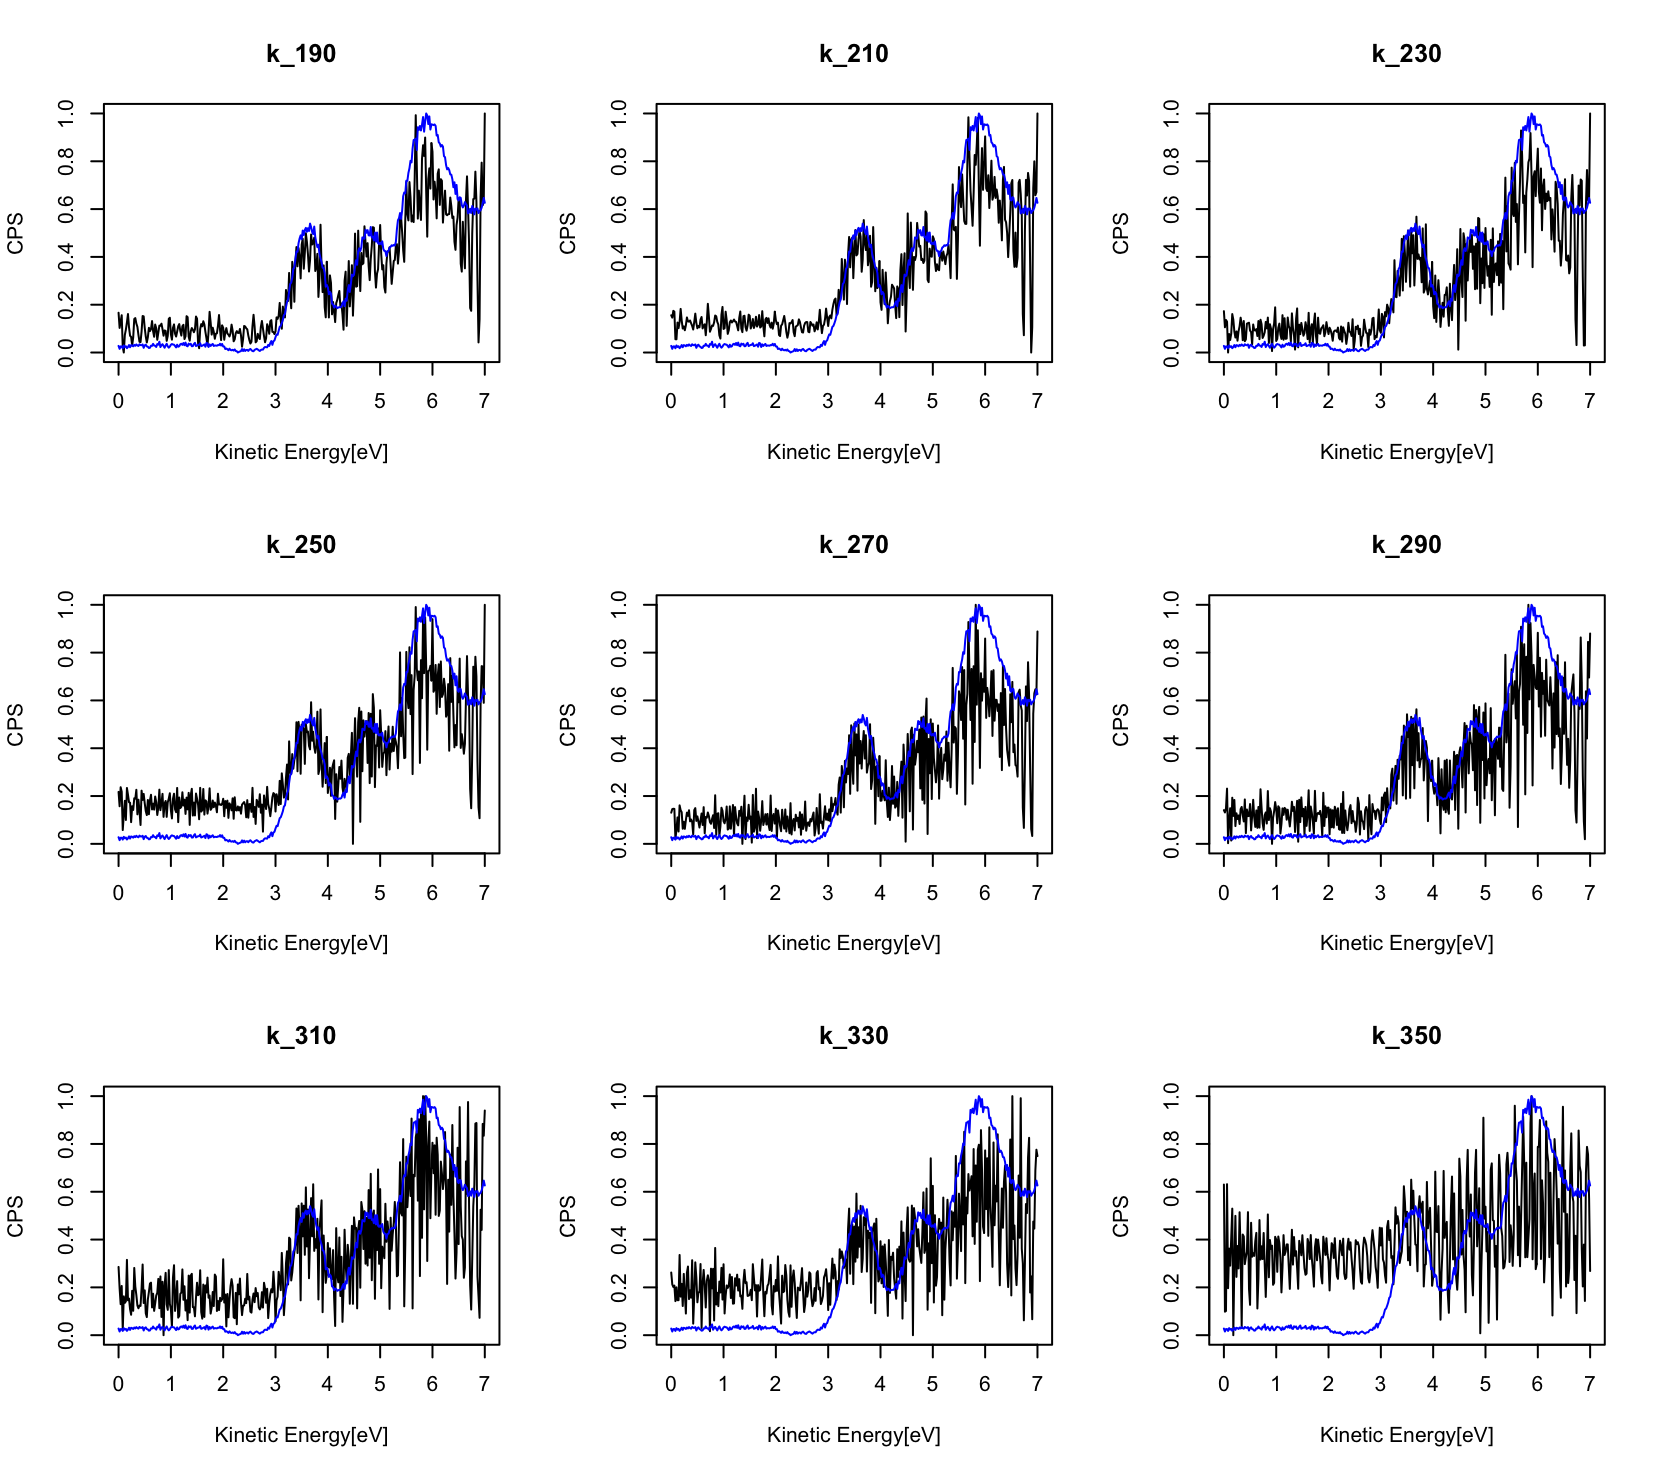 k_190 k_210 k_230
CPS 0.0 0.2 0.4 0.6 0.8 1.0 CPS 0.0 0.2 0.4 0.6 0.8 1.0 CPS 0.0 0.2 0.4 0.6 0.8 1.0
0 1 2 3 4 5 6 7 0 1 2 3 4 5 6 7 0 1 2 3 4 5 6 7
Kinetic Energy[eV] Kinetic Energy[eV] Kinetic Energy[eV]
k_250 k_270 k_290
CPS 0.0 0.2 0.4 0.6 0.8 1.0 CPS 0.0 0.2 0.4 0.6 0.8 1.0 CPS 0.0 0.2 0.4 0.6 0.8 1.0
0 1 2 3 4 5 6 7 0 1 2 3 4 5 6 7 0 1 2 3 4 5 6 7
Kinetic Energy[eV] Kinetic Energy[eV] Kinetic Energy[eV]
k_310 k_330 k_350
CPS 0.0 0.2 0.4 0.6 0.8 1.0 CPS 0.0 0.2 0.4 0.6 0.8 1.0 CPS 0.0 0.2 0.4 0.6 0.8 1.0
0 1 2 3 4 5 6 7 0 1 2 3 4 5 6 7 0 1 2 3 4 5 6 7
Kinetic Energy[eV] Kinetic Energy[eV] Kinetic Energy[eV]